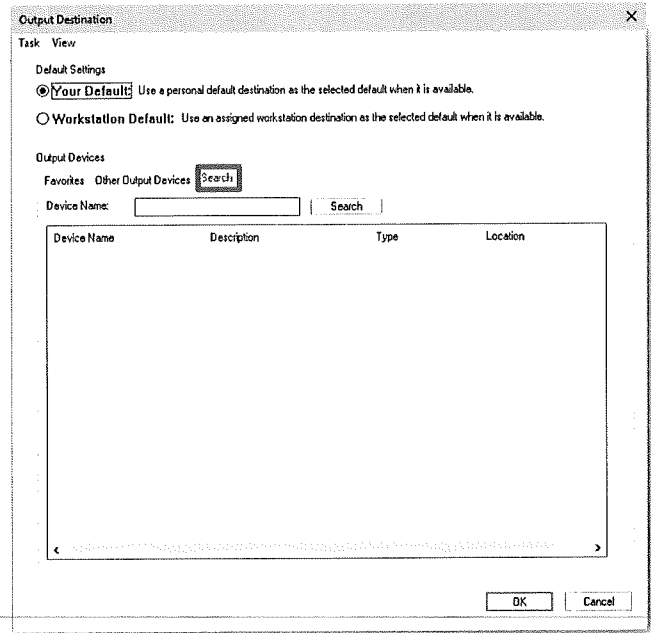 Output Destination X
Task View
Default Settings
Your Default: Use a personal default destination as the selected default when it is available.
Workstation Default: Use an assigned workstation destination as the selected default when it is available.
Output Devices
Favorites Other Output Devices Search
Device Name: Search
Device Name Description Type Location
OK Cancel